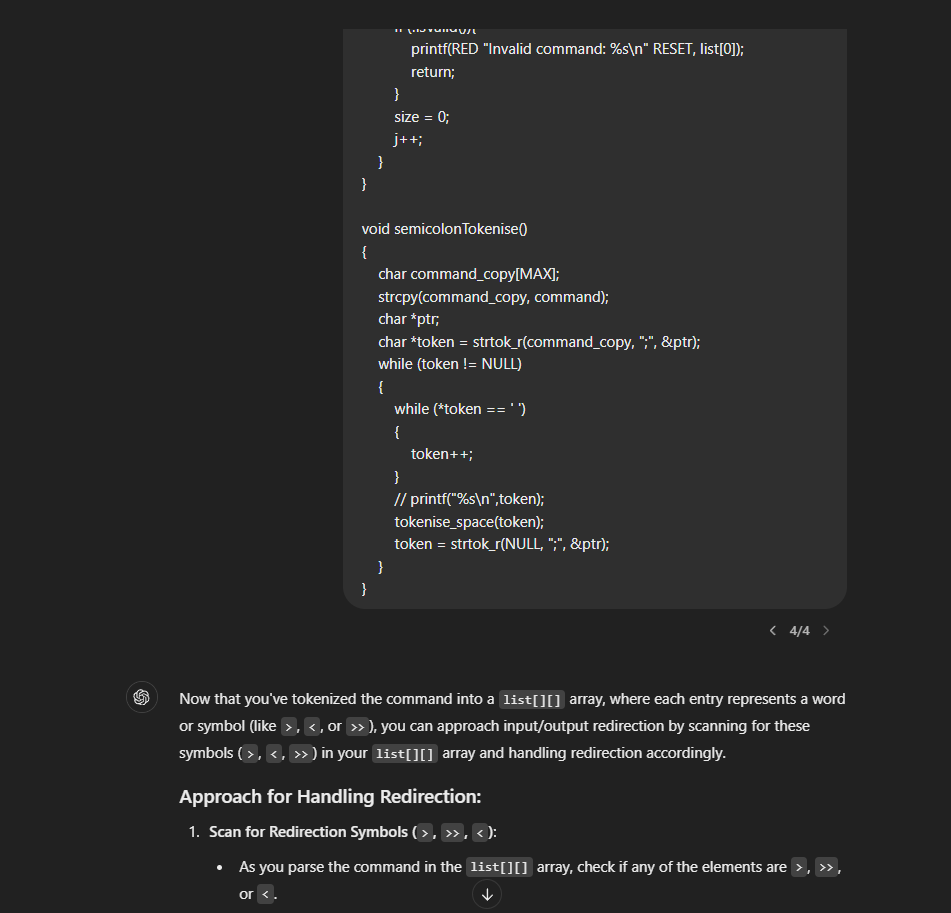 printf(RED "Invalid command: %s\n" RESET, list[0]);
return;
}
size = 0;
j++;
}
}
void semicolonTokenise()
{
char command_copy[MAX];
strcpy(command_copy, command);
char *ptr;
char *token = strtok_r(command_copy, ";", &ptr);
while (token != NULL)
{
while (*token == ' ')
{
token++;
}
// printf("%s\n",token);
tokenise_space(token);
token = strtok_r(NULL, ";", &ptr);
}
}
4/4
Now that you've tokenized the command into a list[][] array, where each entry represents a word
or symbol (like >, <, or >>), you can approach input/output redirection by scanning for these
symbols (>, <, >>) in your list[][] array and handling redirection accordingly.
Approach for Handling Redirection:
1. Scan for Redirection Symbols (>, >>, <):
• As you parse the command in the list[][] array, check if any of the elements are >, >>,
or <.